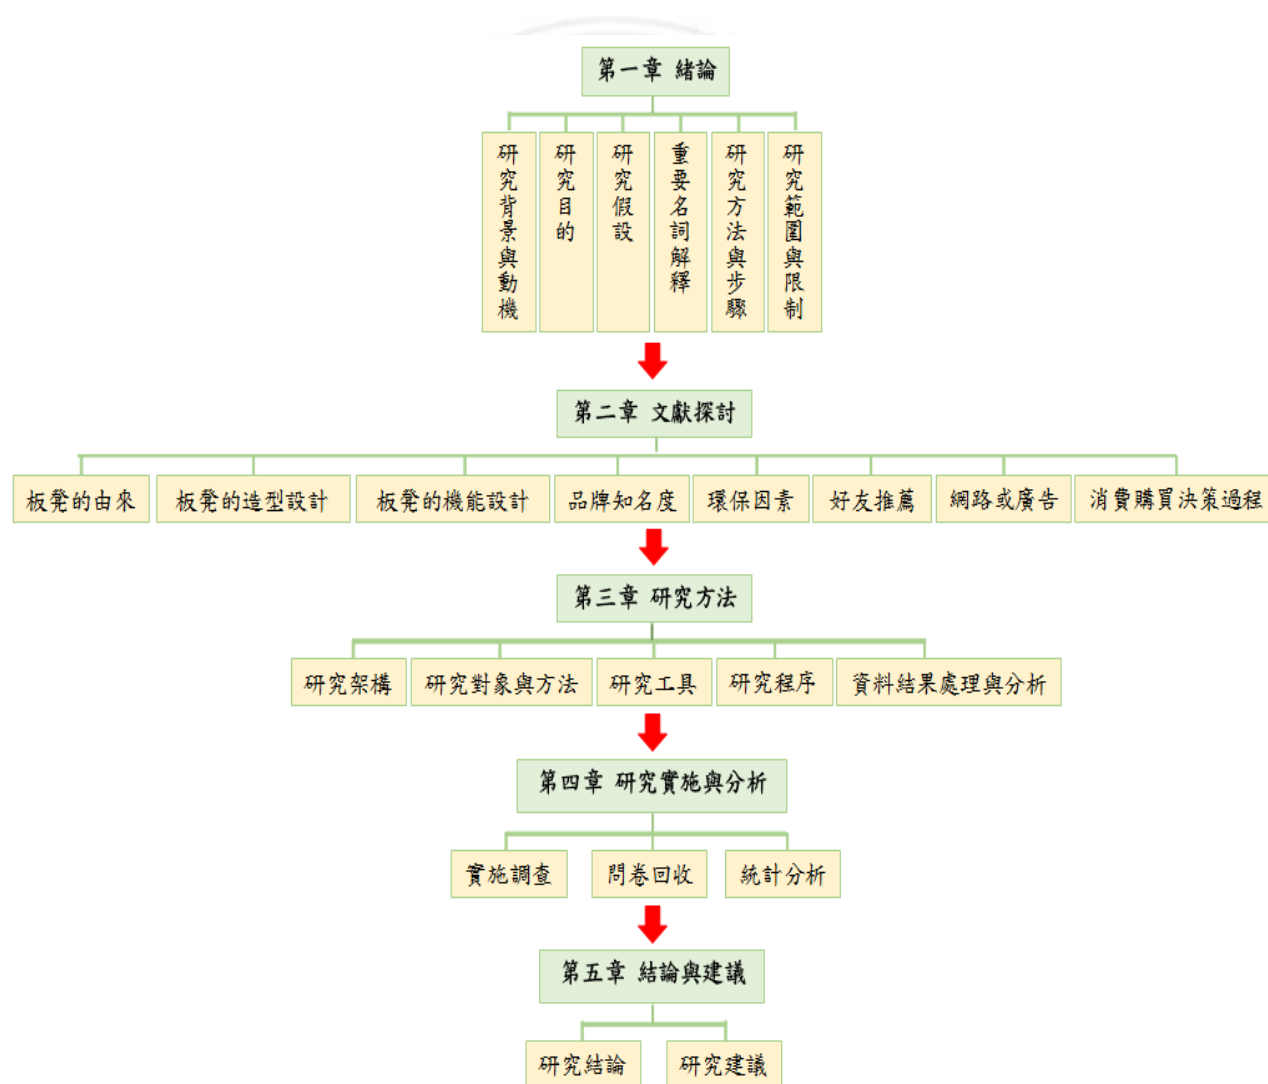 第一章 緒論
研究背景與動機
研究目的
研究假設
重要名詞解釋
研究方法與步驟
研究範圍與限制
第二章 文獻探討
板凳的由來
板凳的造型設計
板凳的機能設計
品牌知名度
環保因素
好友推薦
網路或廣告
消費購買決策過程
第三章 研究方法
研究架構
研究對象與方法
研究工具
研究程序
資料結果處理與分析
第四章 研究實施與分析
實施調查
問卷回收
統計分析
第五章 結論與建議
研究結論
研究建議